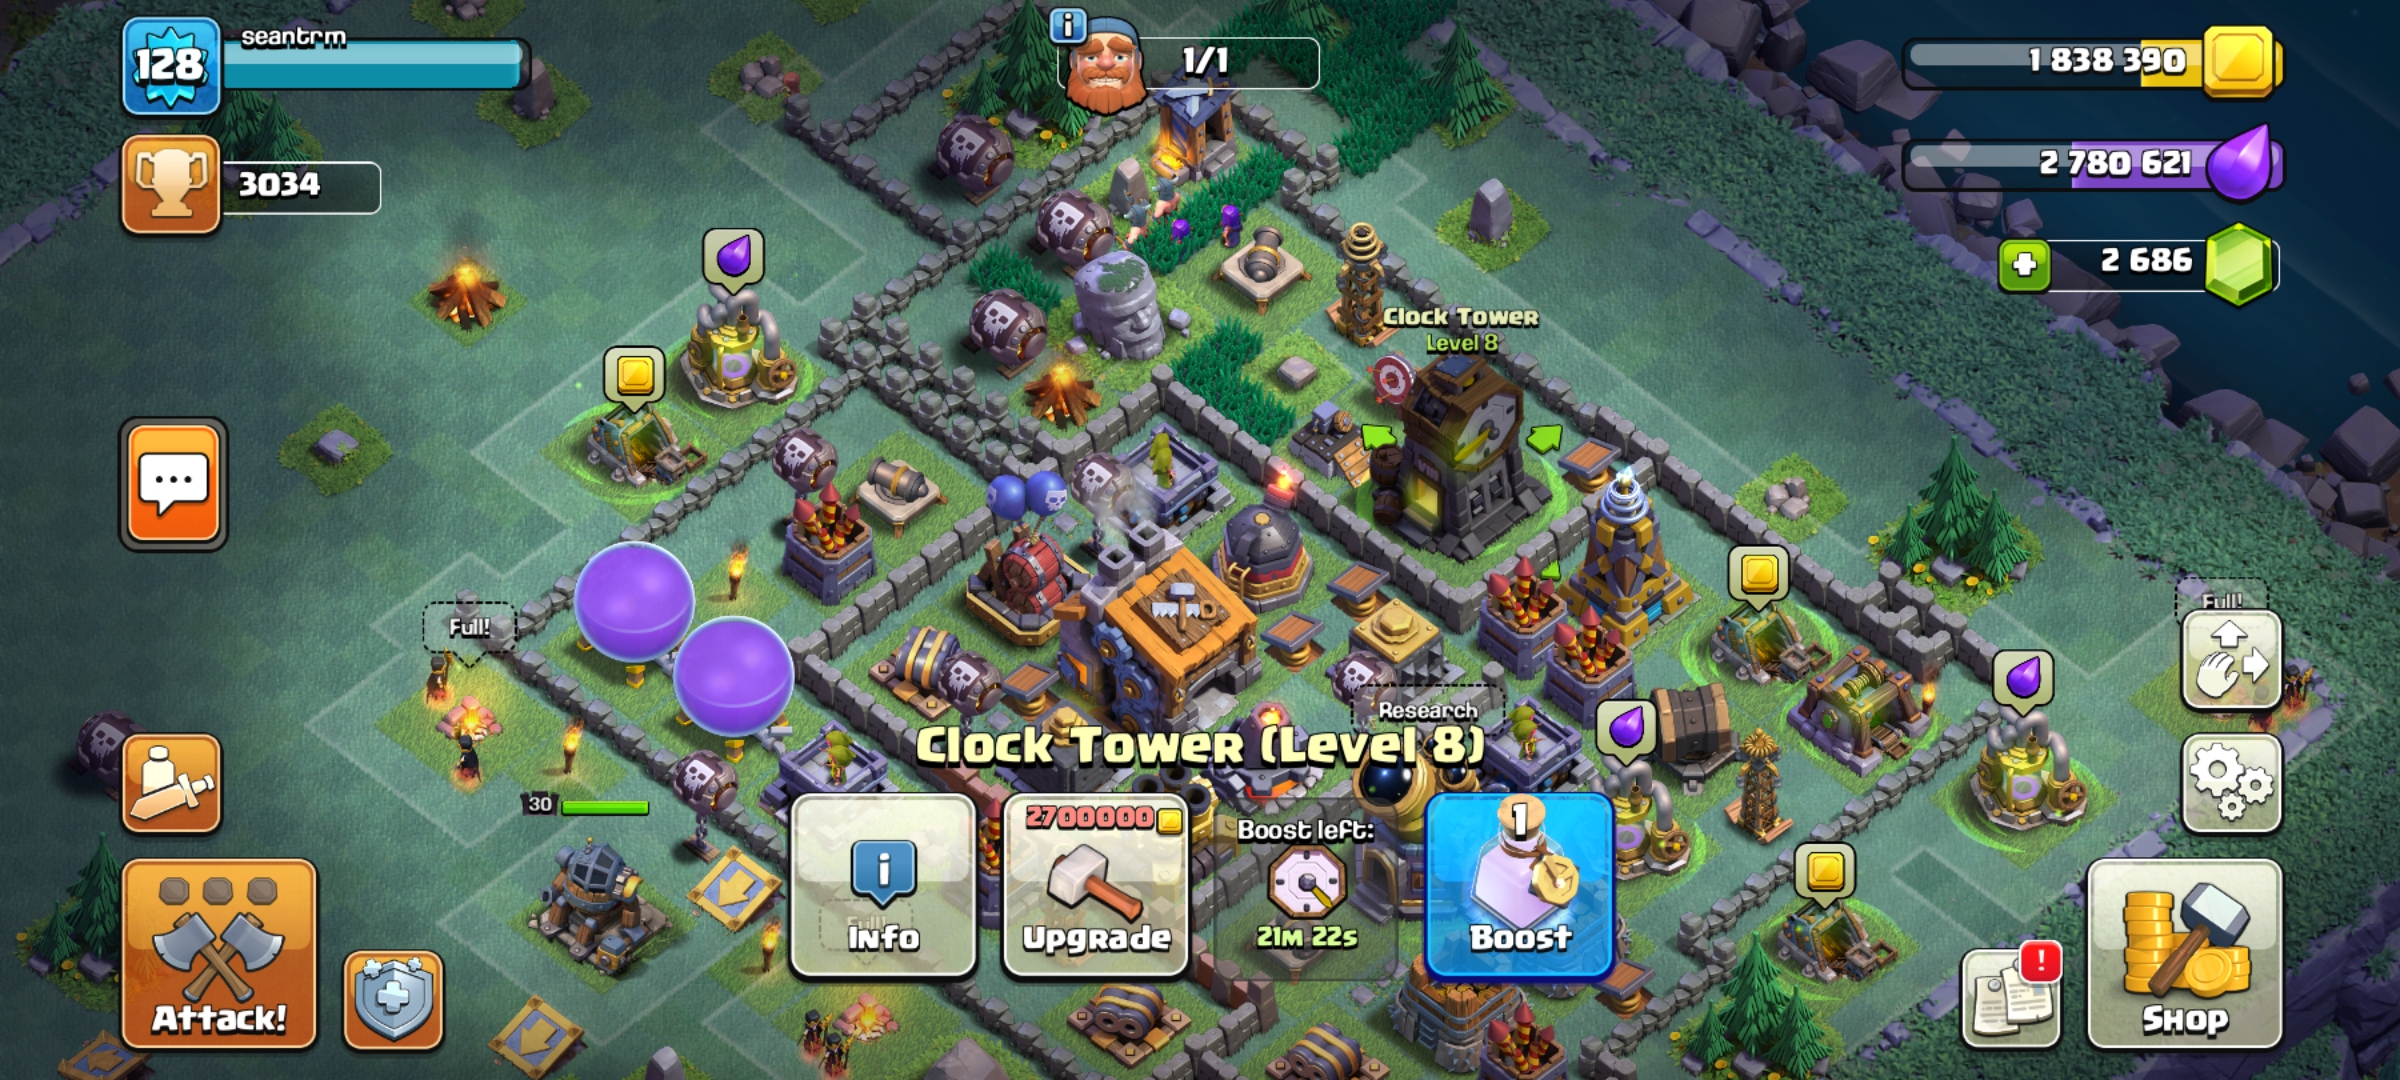 128
seantrm
1/1
1 838 390
3034
2 780 621
2 686
Clock Tower
Level 8
Full!
Full!
Research
Clock Tower (Level 8)
30
2700000
Boost left:
1
Info
Upgrade
21m 22s
Boost
Attack!
Shop